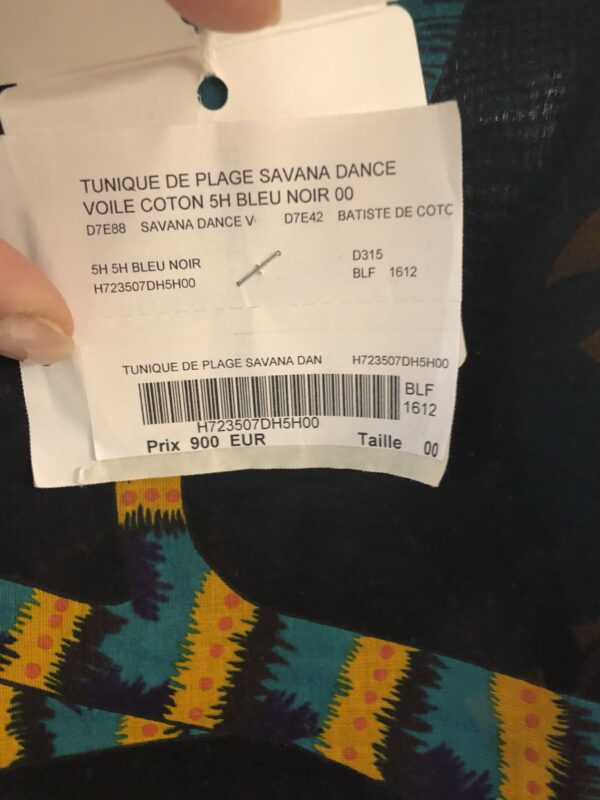 TUNIQUE DE PLAGE SAVANA DANCE
VOILE COTON 5H BLEU NOIR 00
D7E88 SAVANA DANCE V D7E42 BATISTE DE COTC
5H 5H BLEU NOIR D315
H723507DH5H00 BLF 1612
TUNIQUE DE PLAGE SAVANA DAN H723507DH5H00
BLF
1612
H723507DH5H00
Prix 900 EUR Taille 00